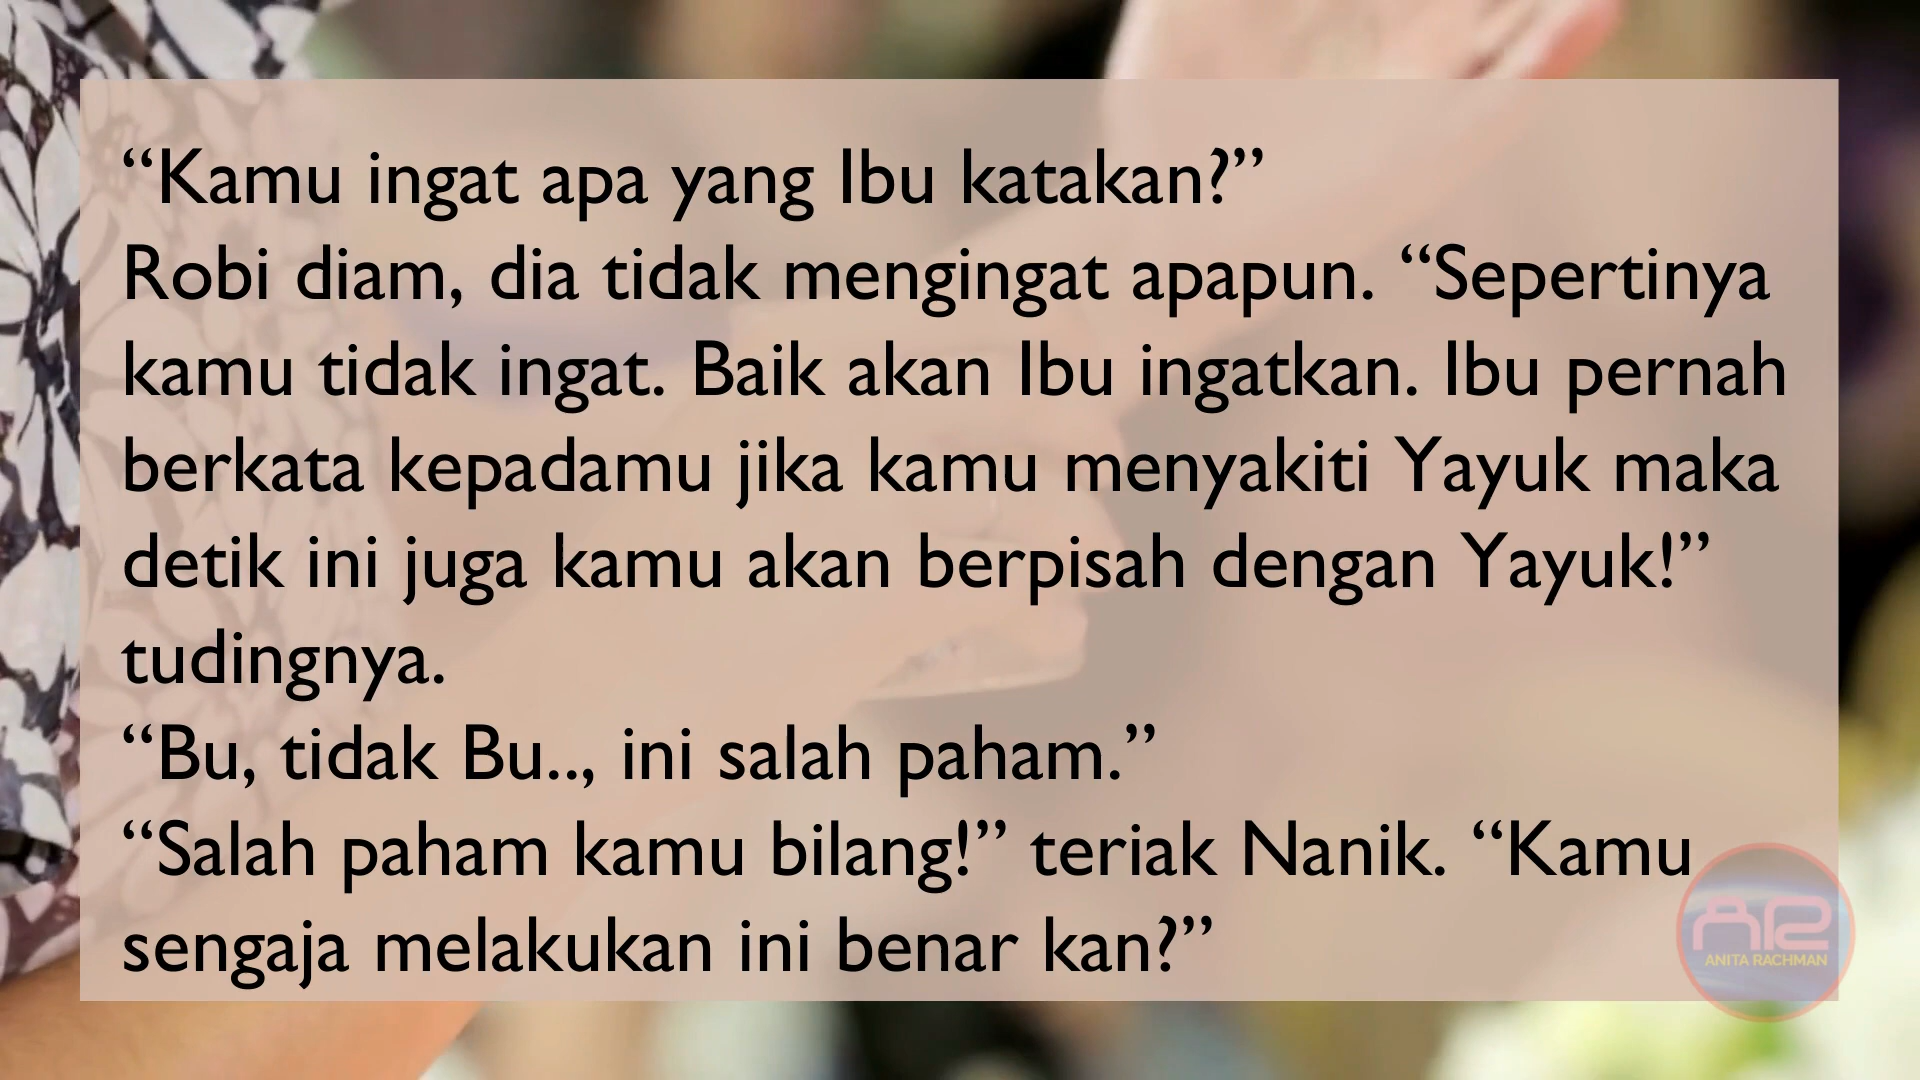 “Kamu ingat apa yang Ibu katakan?”
Robi diam, dia tidak mengingat apapun. “Sepertinya
kamu tidak ingat. Baik akan Ibu ingatkan. Ibu pernah
berkata kepadamu jika kamu menyakiti Yayuk maka
detik ini juga kamu akan berpisah dengan Yayuk!”
tudingnya.
“Bu, tidak Bu.., ini salah paham.”
“Salah paham kamu bilang!” teriak Nanik. “Kamu
sengaja melakukan ini benar kan?”
AR
ANITA RACHMAN